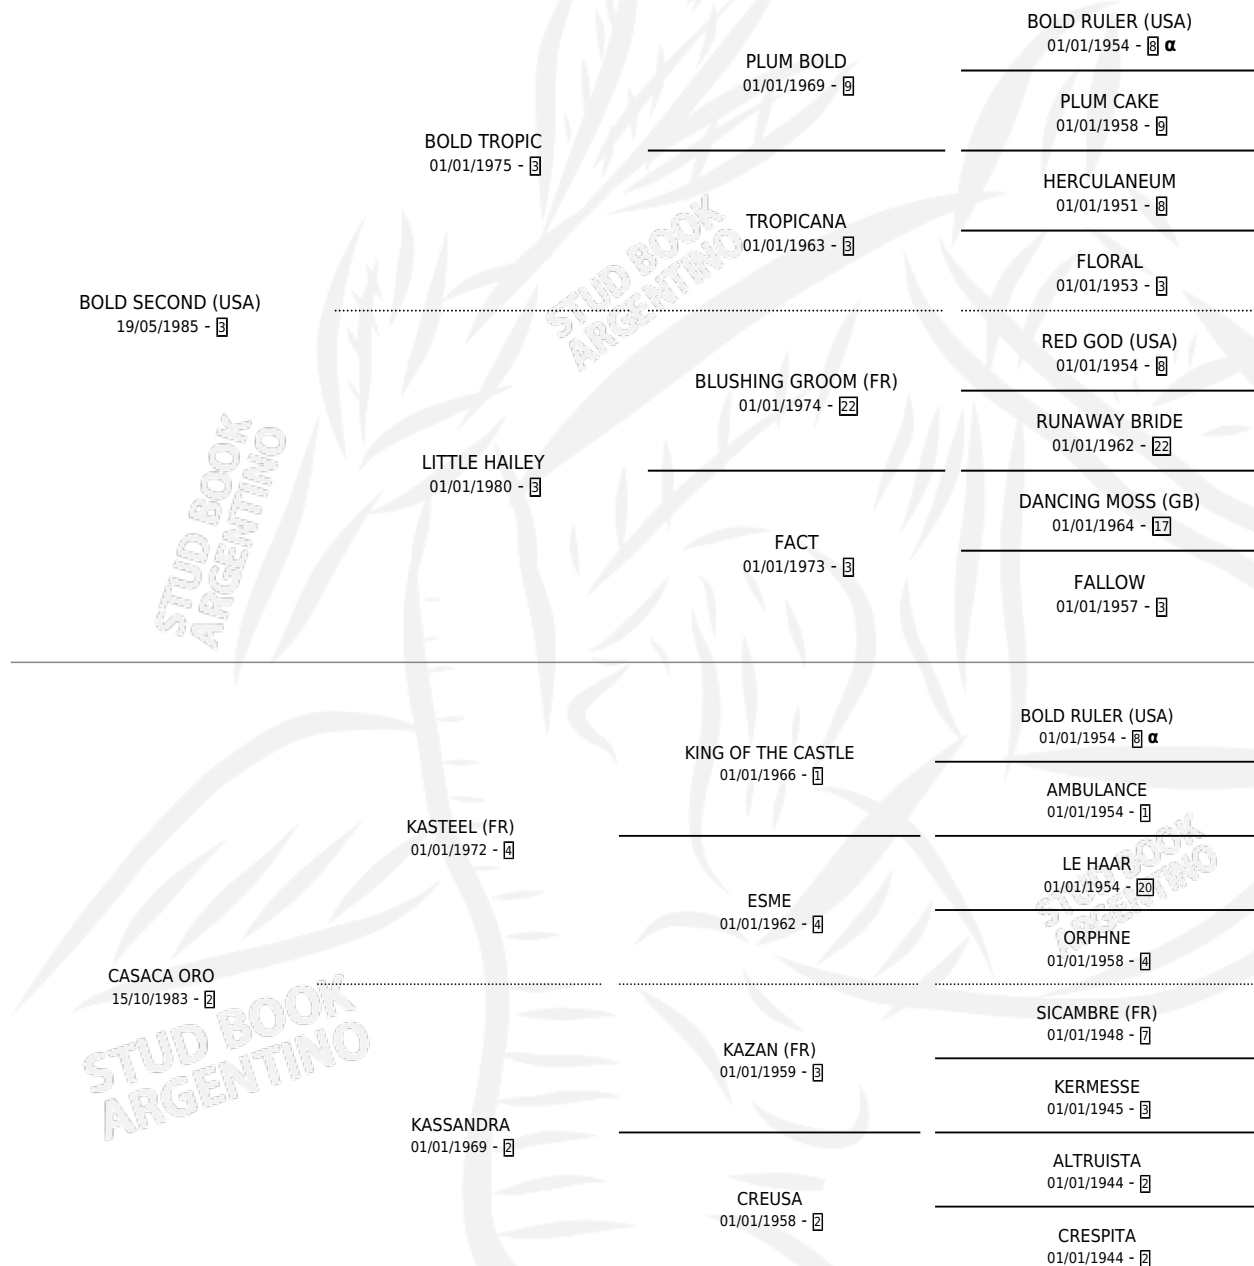 BOLD SECOND (USA)
19/05/1985 - 3
BOLD TROPIC
01/01/1975 - 3
LITTLE HAILEY
01/01/1980 - 3
PLUM BOLD
01/01/1969 - 9
TROPICANA
01/01/1963 - 3
BLUSHING GROOM (FR)
01/01/1974 - 22
FACT
01/01/1973 - 3
BOLD RULER (USA)
01/01/1954 - 8 α
PLUM CAKE
01/01/1958 - 9
HERCULANEUM
01/01/1951 - 8
FLORAL
01/01/1953 - 3
RED GOD (USA)
01/01/1954 - 8
RUNAWAY BRIDE
01/01/1962 - 22
DANCING MOSS (GB)
01/01/1964 - 17
FALLOW
01/01/1957 - 3
CASACA ORO
15/10/1983 - 2
KASTEEL (FR)
01/01/1972 - 4
KASSANDRA
01/01/1969 - 2
KING OF THE CASTLE
01/01/1966 - 1
ESME
01/01/1962 - 4
KAZAN (FR)
01/01/1959 - 3
CREUSA
01/01/1958 - 2
BOLD RULER (USA)
01/01/1954 - 8 α
AMBULANCE
01/01/1954 - 1
LE HAAR
01/01/1954 - 20
ORPHNE
01/01/1958 - 4
SICAMBRE (FR)
01/01/1948 - 7
KERMESSE
01/01/1945 - 3
ALTRUISTA
01/01/1944 - 2
CRESPITA
01/01/1944 - 2
STUD BOOK
ARGENTINO
STUD BOOK
ARGENTINO
STUD BOOK
ARGENTINO
STUD BOOK
ARGENTINO